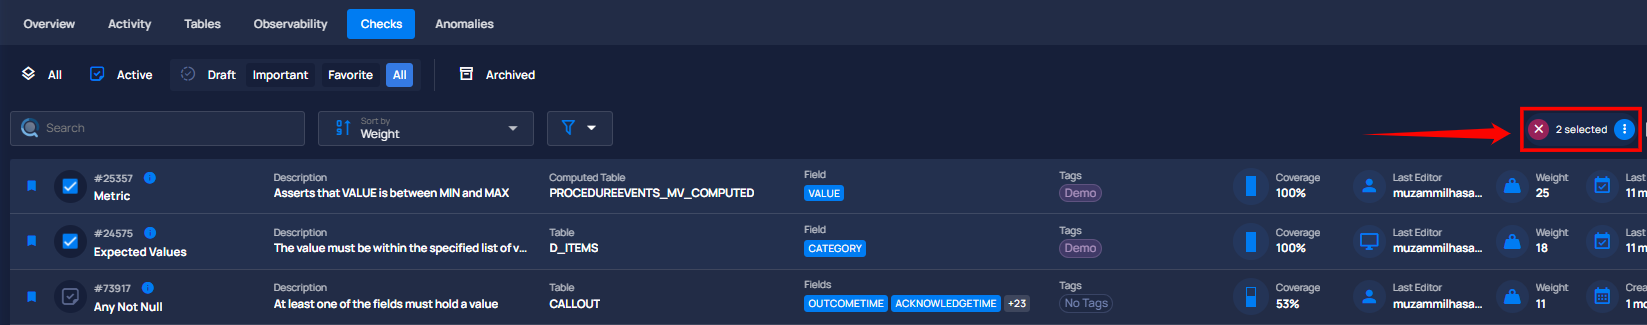 Overview Activity Tables Observability Checks Anomalies
All Active Draft Important Favorite All Archived
Search
Sort by
Weight
2 selected
#25357
Metric
Description
Asserts that VALUE is between MIN and MAX
Computed Table
PROCEDUREEVENTS_MV_COMPUTED
Field
VALUE
Tags
Demo
Coverage
100%
Last Editor
muzammilhasa...
Weight
25
Last
11 m
#24575
Expected Values
Description
The value must be within the specified list of v...
Table
D_ITEMS
Field
CATEGORY
Tags
Demo
Coverage
100%
Last Editor
muzammilhasa...
Weight
18
Last
11 m
#73917
Any Not Null
Description
At least one of the fields must hold a value
Table
CALLOUT
Fields
OUTCOMETIME ACKNOWLEDGETIME +23
Tags
No Tags
Coverage
53%
Last Editor
muzammilhasa...
Weight
11
Crea
1 mo